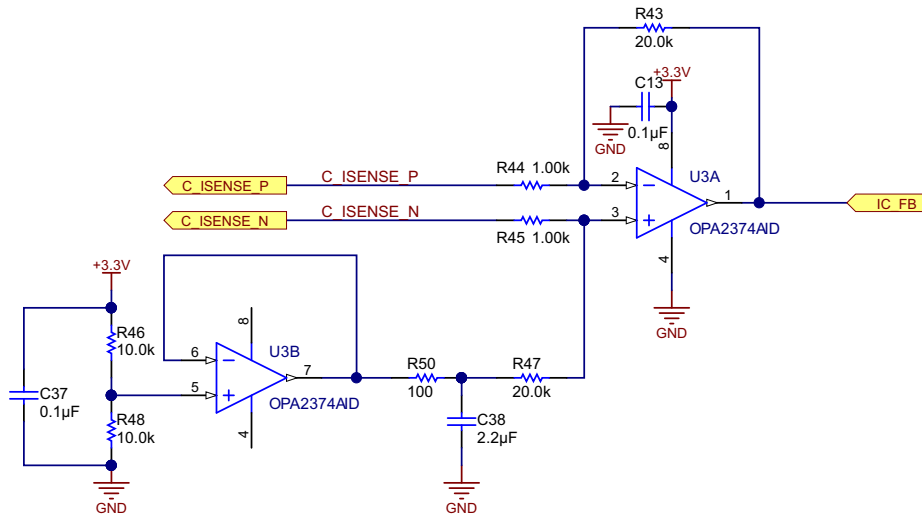 R43
20.0k
+3.3V
C13
0.1µF
GND
8
C_ISENSE_P
C_ISENSE_P
R44 1.00k
2
U3A
1
IC_FB
C_ISENSE_N
C_ISENSE_N
3
R45 1.00k
OPA2374AID
4
GND
+3.3V
8
R46
10.0k
6
U3B
7
R50
100
R47
20.0k
5
OPA2374AID
C37
0.1µF
R48
10.0k
4
C38
2.2µF
GND
GND